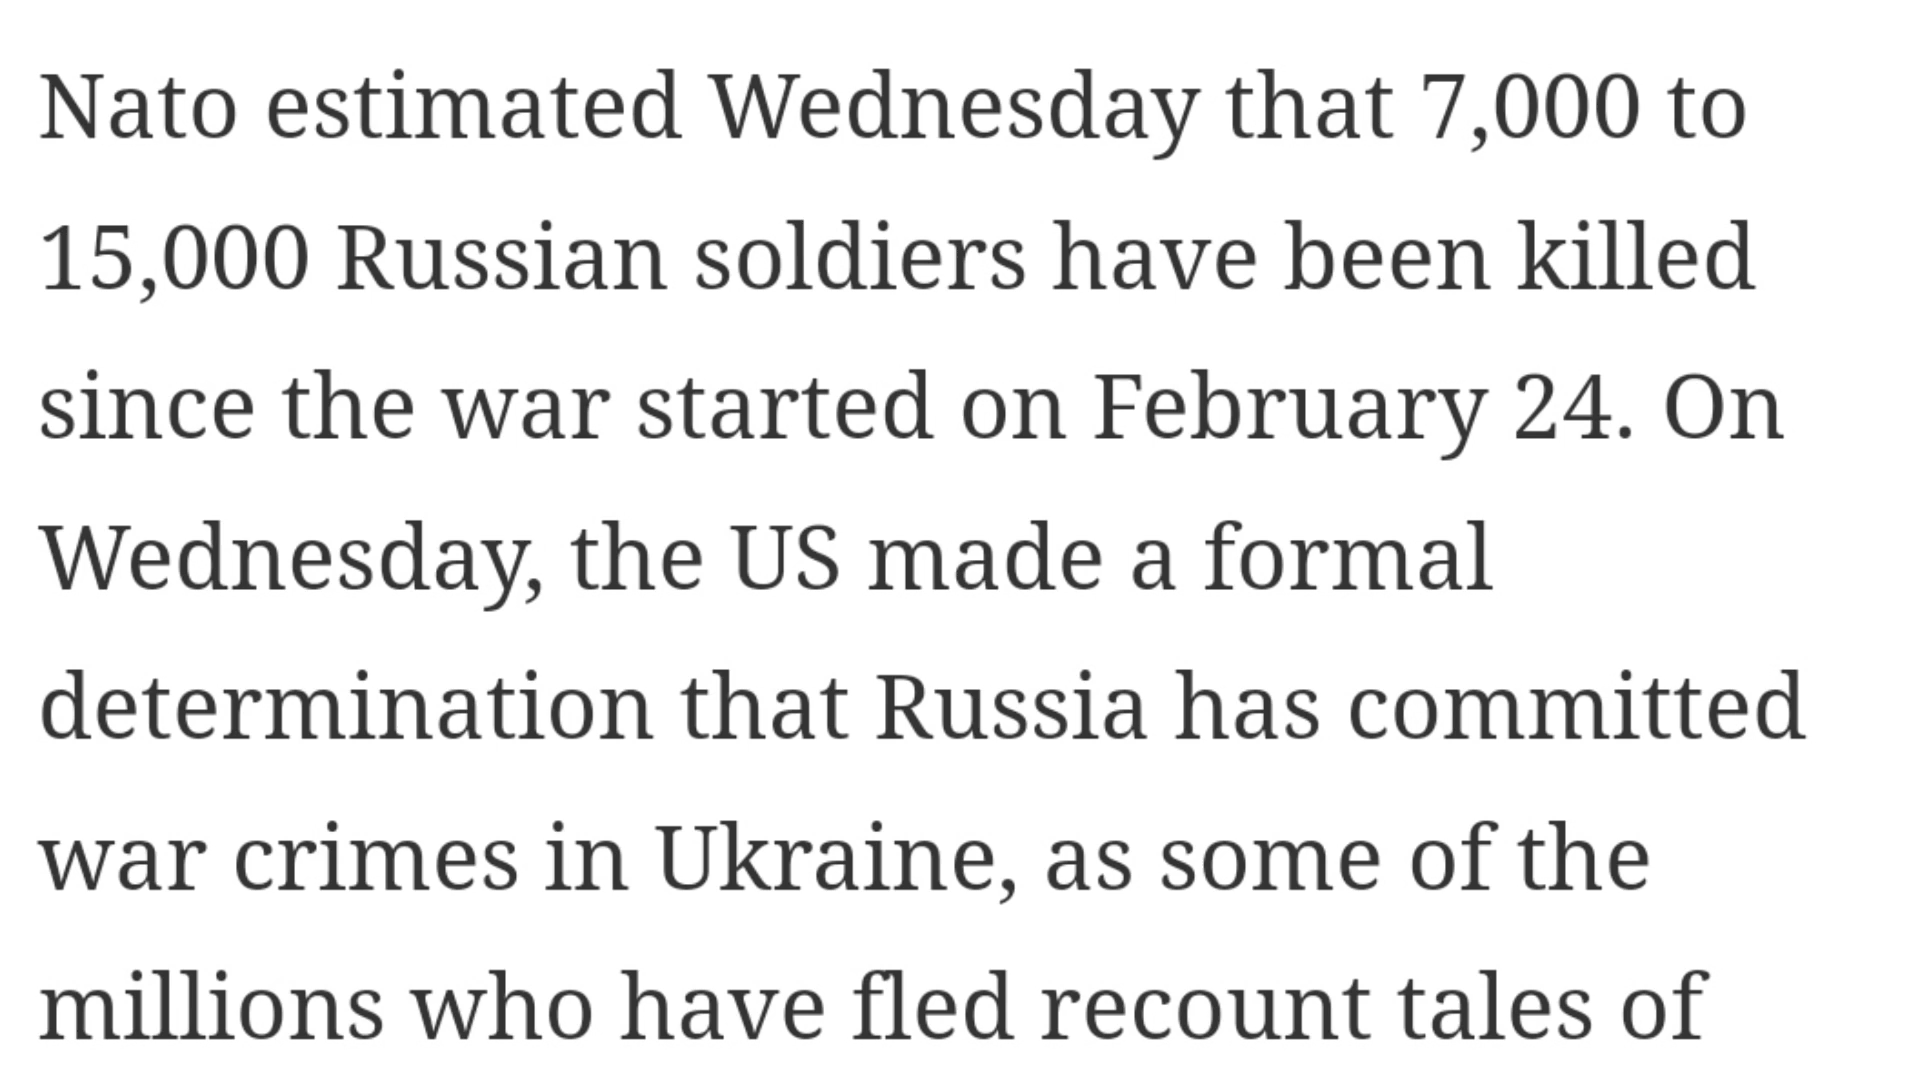 Nato estimated Wednesday that 7,000 to
15,000 Russian soldiers have been killed
since the war started on February 24. On
Wednesday, the US made a formal
determination that Russia has committed
war crimes in Ukraine, as some of the
millions who have fled recount tales of